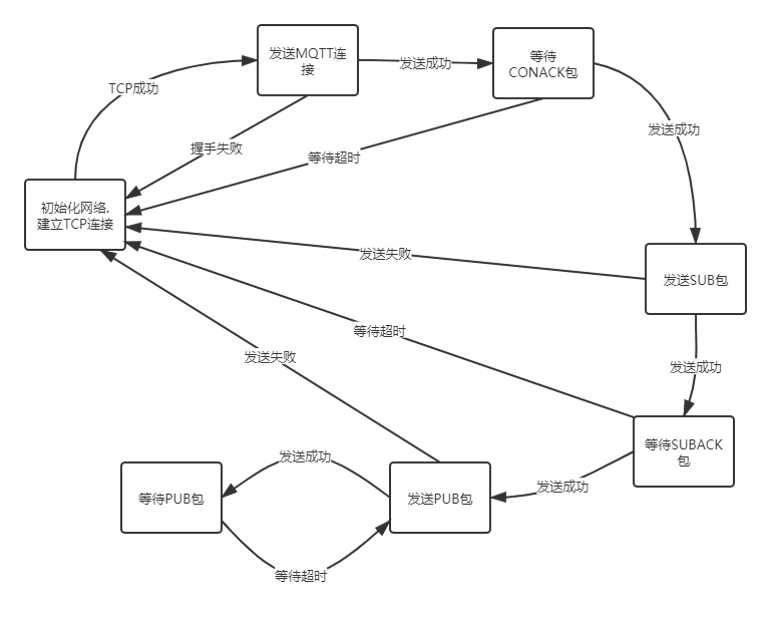 发送MQTT连
接
等待
CONACK包
发送成功
TCP成功
发送成功
握手失败
等待超时
初始化网络.
建立TCP连接
发送失败
发送SUB包
等待超时
发送失败
发送成功
等待SUBACK
包
发送成功
发送成功
等待PUB包
发送PUB包
等待超时